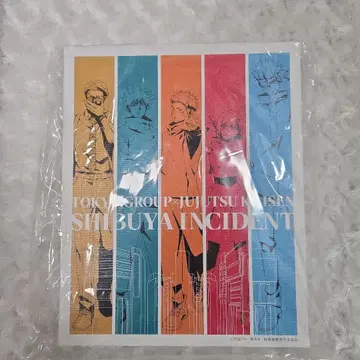 TOKYU GROUP×JUJUTSU KAISEN
SHIBUYA INCIDENT